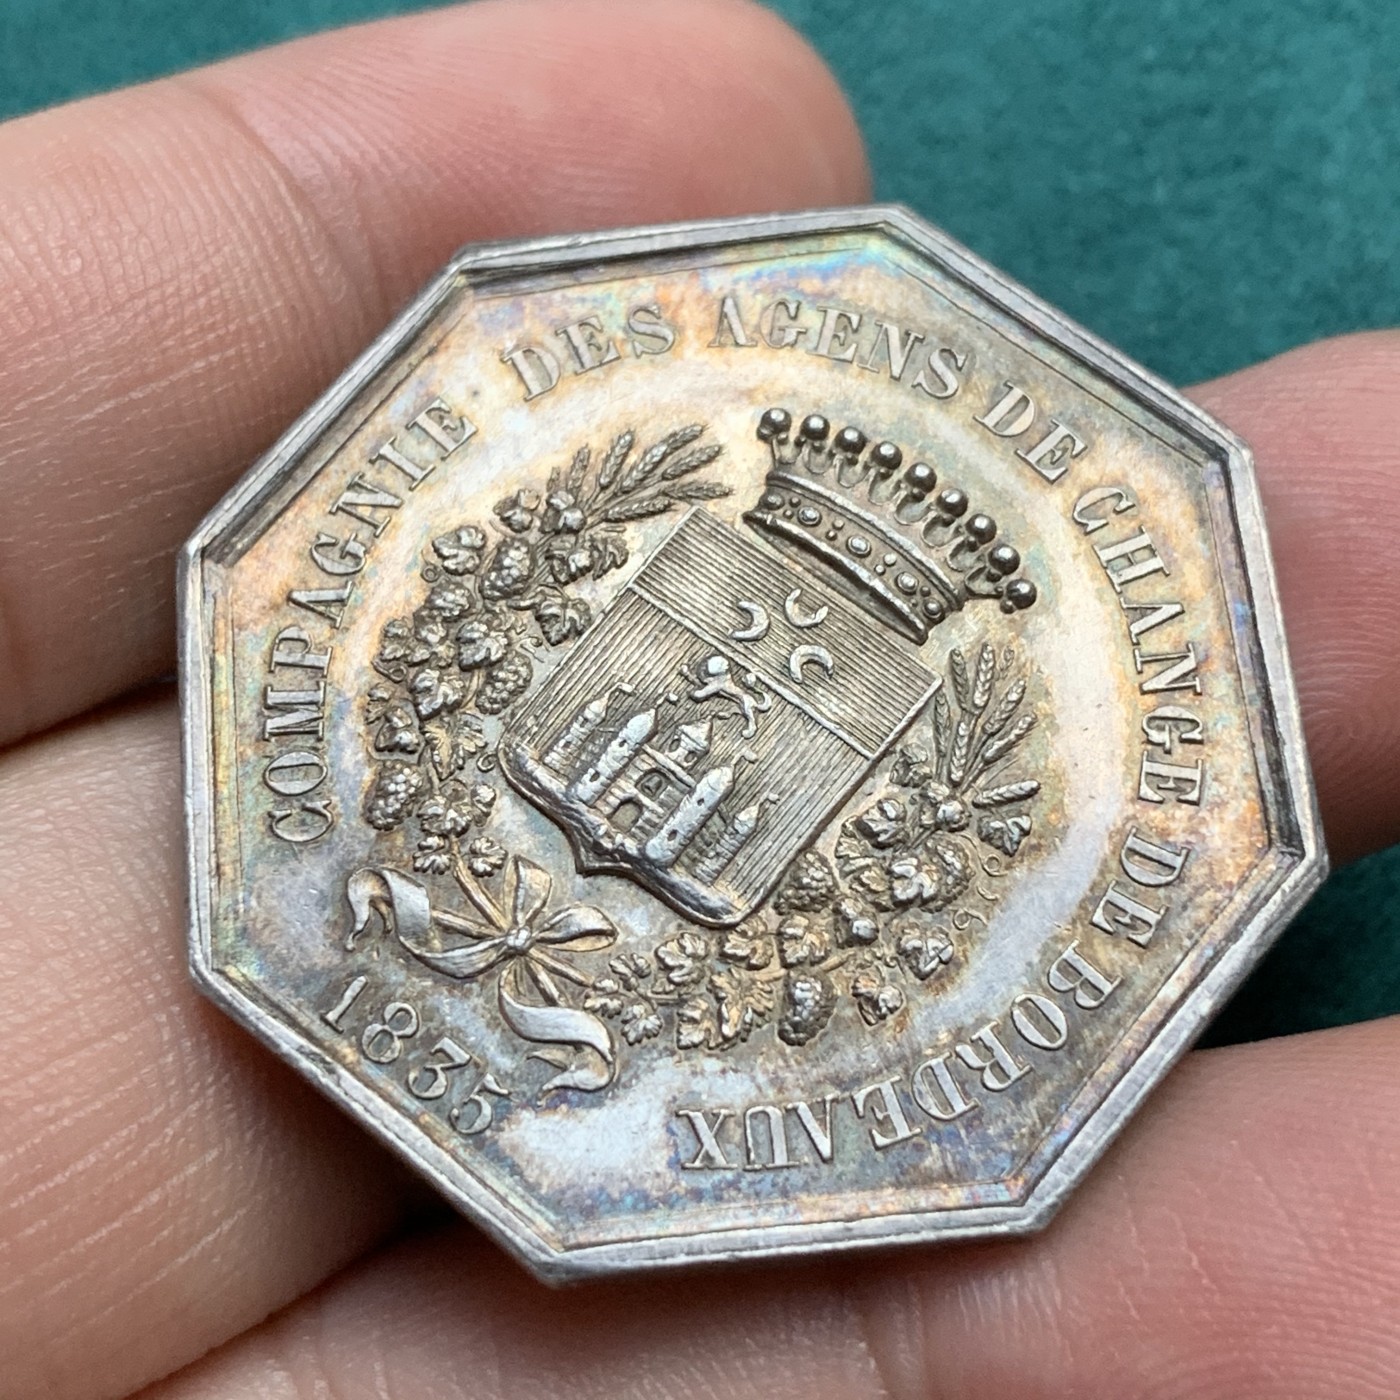 COMPAGNIE DES AGENS DE CHANGE DE BORDEAUX
1835